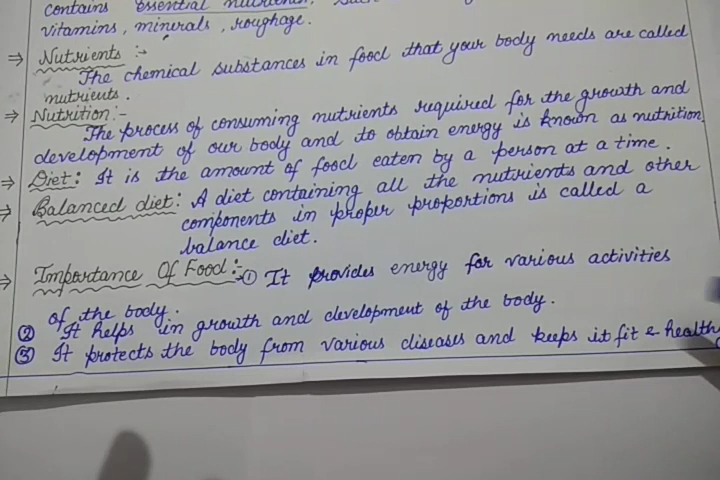 contains essential
vitamins, minerals, roughage.
⇒ Nutrients :-
The chemical substances in food that your body needs are called
nutrients.
⇒ Nutrition:-
The process of consuming nutrients required for the growth and
development of our body and to obtain energy is known as nutrition.
⇒ Diet: It is the amount of food eaten by a person at a time.
⇒ Balanced diet: A diet containing all the nutrients and other
components in proper proportions is called a
balance diet.
⇒ Importance Of Food:→① It provides energy for various activities
of the body.
② It helps in growth and development of the body.
③ It protects the body from various diseases and keeps it fit & health